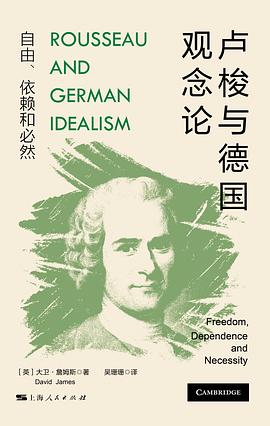 ROUSSEAU
AND
GERMAN
IDEALISM
卢梭与德国
观念论
自由、依赖和必然
Freedom,
Dependence
and
Necessity
[英] 大卫·詹姆斯 著
David James
吴珊珊 译
上海人民出版社
CAMBRIDGE